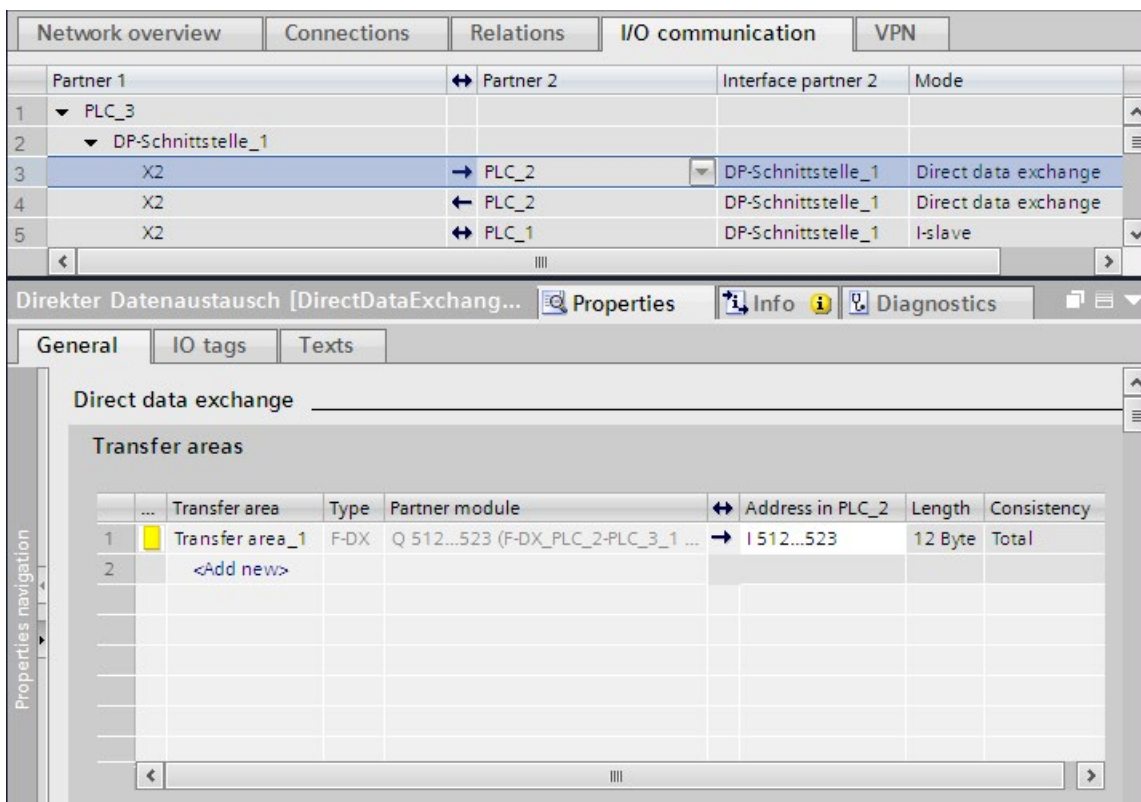 Network overview Connections Relations I/O communication VPN
Partner 1 ↔ Partner 2 Interface partner 2 Mode
1 PLC_3
2 DP-Schnittstelle_1
3 X2 → PLC_2 DP-Schnittstelle_1 Direct data exchange
4 X2 ← PLC_2 DP-Schnittstelle_1 Direct data exchange
5 X2 ↔ PLC_1 DP-Schnittstelle_1 I-slave
Direkter Datenaustausch [DirectDataExchang... Properties Info Diagnostics
General IO tags Texts
Properties navigation
Direct data exchange
Transfer areas
... Transfer area Type Partner module ↔ Address in PLC_2 Length Consistency
1 Transfer area_1 F-DX Q 512...523 (F-DX_PLC_2-PLC_3_1 ... → I 512...523 12 Byte Total
2 <Add new>